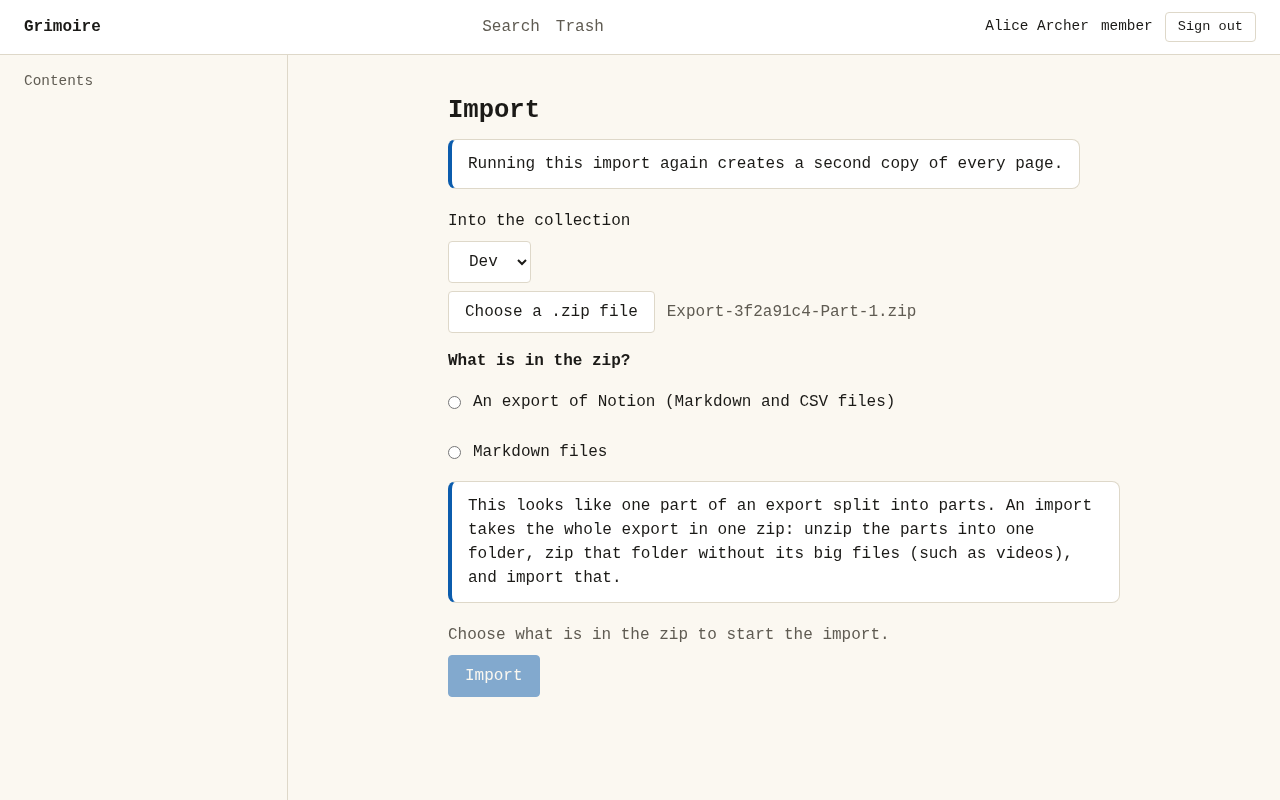 Grimoire
Search Trash
Alice Archer member Sign out
Contents
Import
Running this import again creates a second copy of every page.
Into the collection
Dev
Choose a .zip file Export-3f2a91c4-Part-1.zip
What is in the zip?
An export of Notion (Markdown and CSV files)
Markdown files
This looks like one part of an export split into parts. An import
takes the whole export in one zip: unzip the parts into one
folder, zip that folder without its big files (such as videos),
and import that.
Choose what is in the zip to start the import.
Import